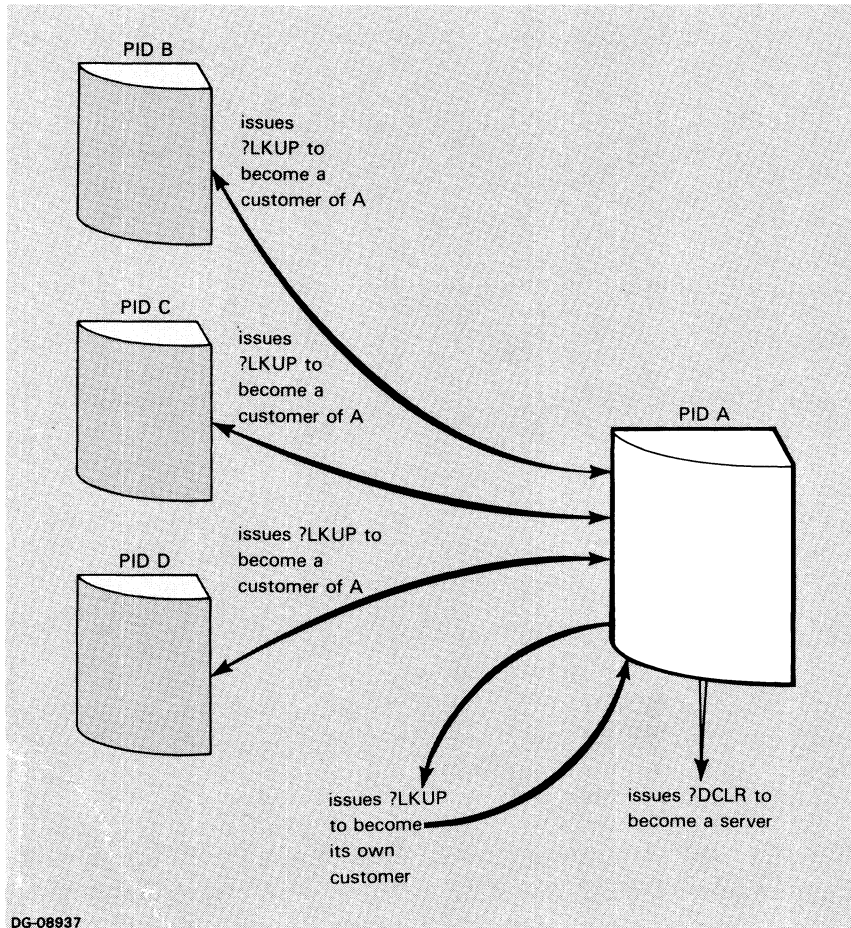 PID B
issues
?LKUP to
become a
customer of A
PID C
issues
?LKUP to
become a
customer of A
PID A
PID D
issues ?LKUP to
become a
customer of A
issues ?LKUP
to become
its own
customer
issues ?DCLR to
become a server
DG-08937